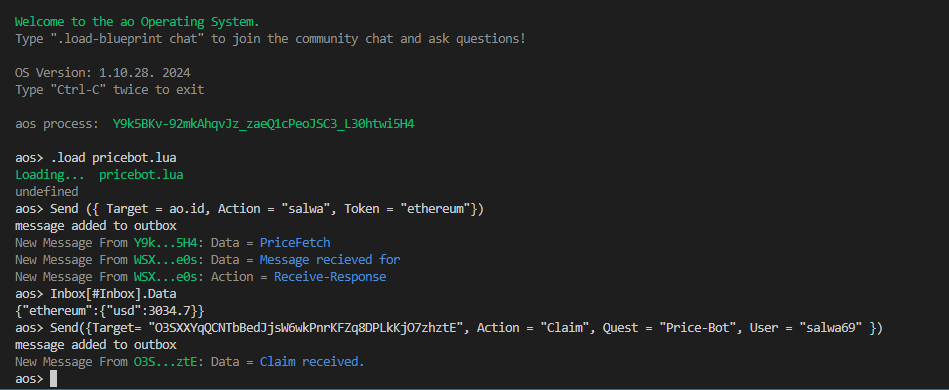 Welcome to the ao Operating System.
Type ".load-blueprint chat" to join the community chat and ask questions!
OS Version: 1.10.28. 2024
Type "Ctrl-C" twice to exit
aos process:  Y9k5BKv-92mkAhqvJz_zaeQ1cPeoJSC3_L30htwi5H4
aos> .load pricebot.lua
Loading...  pricebot.lua
undefined
aos> Send ({ Target = ao.id, Action = "salwa", Token = "ethereum"})
message added to outbox
New Message From Y9k...5H4: Data = PriceFetch
New Message From WSX...e0s: Data = Message recieved for
New Message From WSX...e0s: Action = Receive-Response
aos> Inbox[#Inbox].Data
{"ethereum":{"usd":3034.7}}
aos> Send({Target= "O3SXXYqQCNTbBedJjsW6wkPnrKFZq8DPLkKjO7zhztE", Action = "Claim", Quest = "Price-Bot", User = "salwa69" })
message added to outbox
New Message From O3S...ztE: Data = Claim received.
aos>